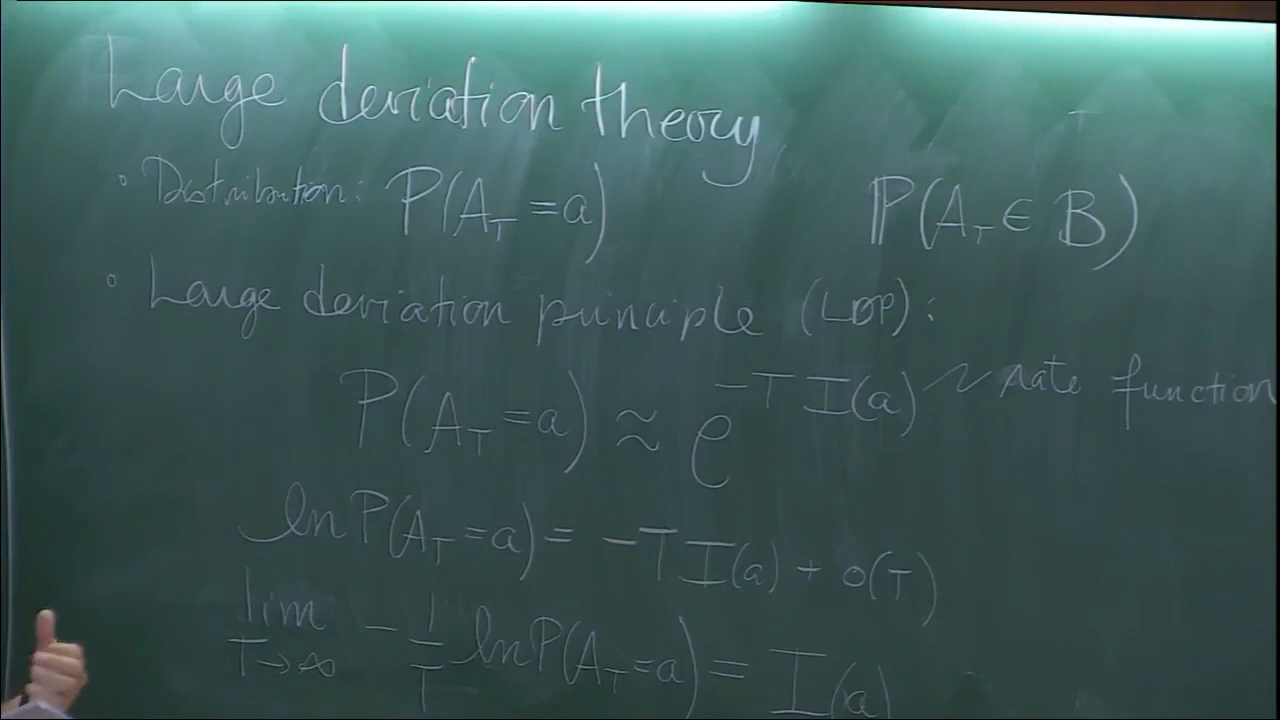 Large deviation theory
◦ Distribution: P(A_T = a)    ℙ(A_T ∈ B)
◦ Large deviation principle (LDP):
P(A_T = a) ≈ e^{-T I(a)} ~ rate function
ln P(A_T = a) = -T I(a) + o(T)
lim_{T→∞} - 1/T ln P(A_T = a) = I(a)